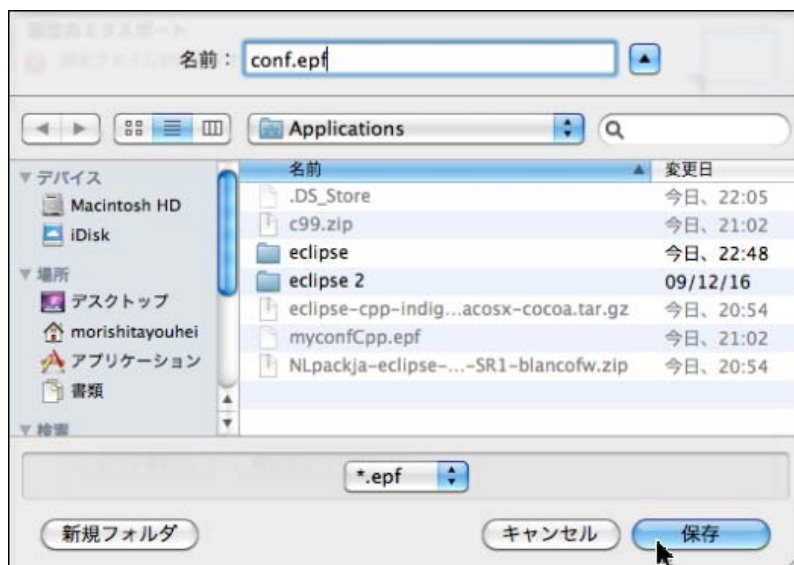 名前： conf.epf
Applications
デバイス
Macintosh HD
iDisk
場所
デスクトップ
morishitayouhei
アプリケーション
書類
検索
名前 変更日
.DS_Store 今日、22:05
c99.zip 今日、21:02
eclipse 今日、22:48
eclipse 2 09/12/16
eclipse-cpp-indig...acosx-cocoa.tar.gz 今日、20:54
myconfCpp.epf 今日、21:02
NLpackja-eclipse-...-SR1-blancofw.zip 今日、20:54
*.epf
新規フォルダ キャンセル 保存